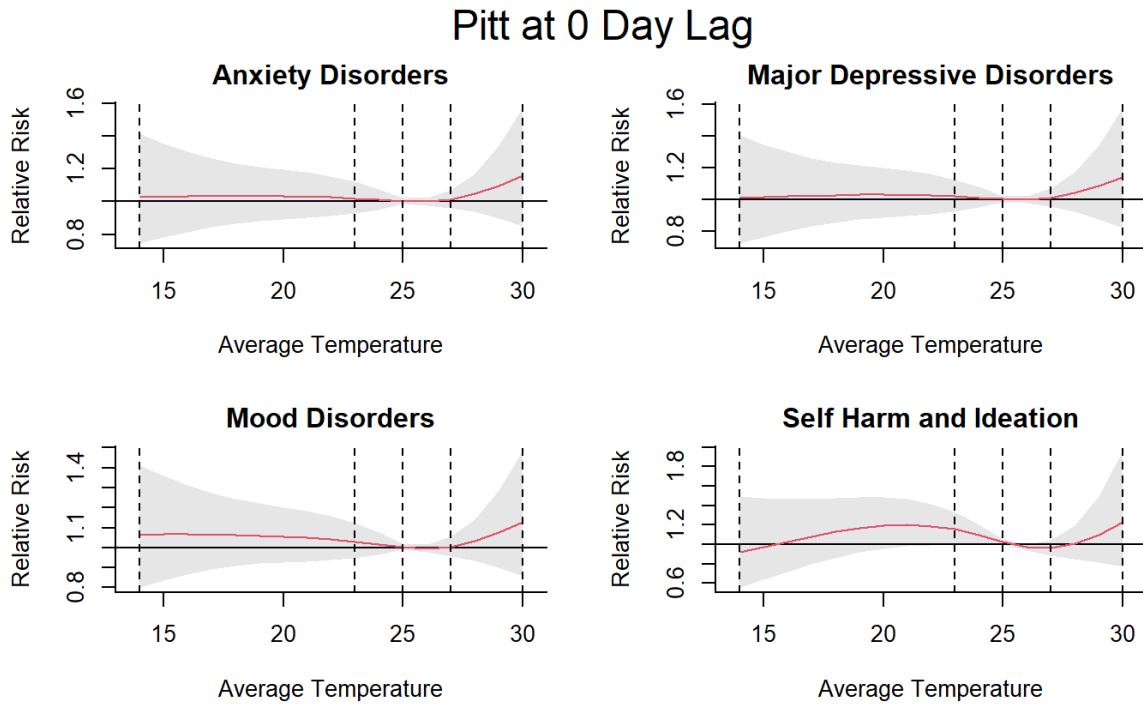 Pitt at 0 Day Lag
Anxiety Disorders
Relative Risk
0.8 1.2 1.6
15 20 25 30
Average Temperature
Major Depressive Disorders
Relative Risk
0.8 1.2 1.6
15 20 25 30
Average Temperature
Mood Disorders
Relative Risk
0.8 1.1 1.4
15 20 25 30
Average Temperature
Self Harm and Ideation
Relative Risk
0.6 1.2 1.8
15 20 25 30
Average Temperature